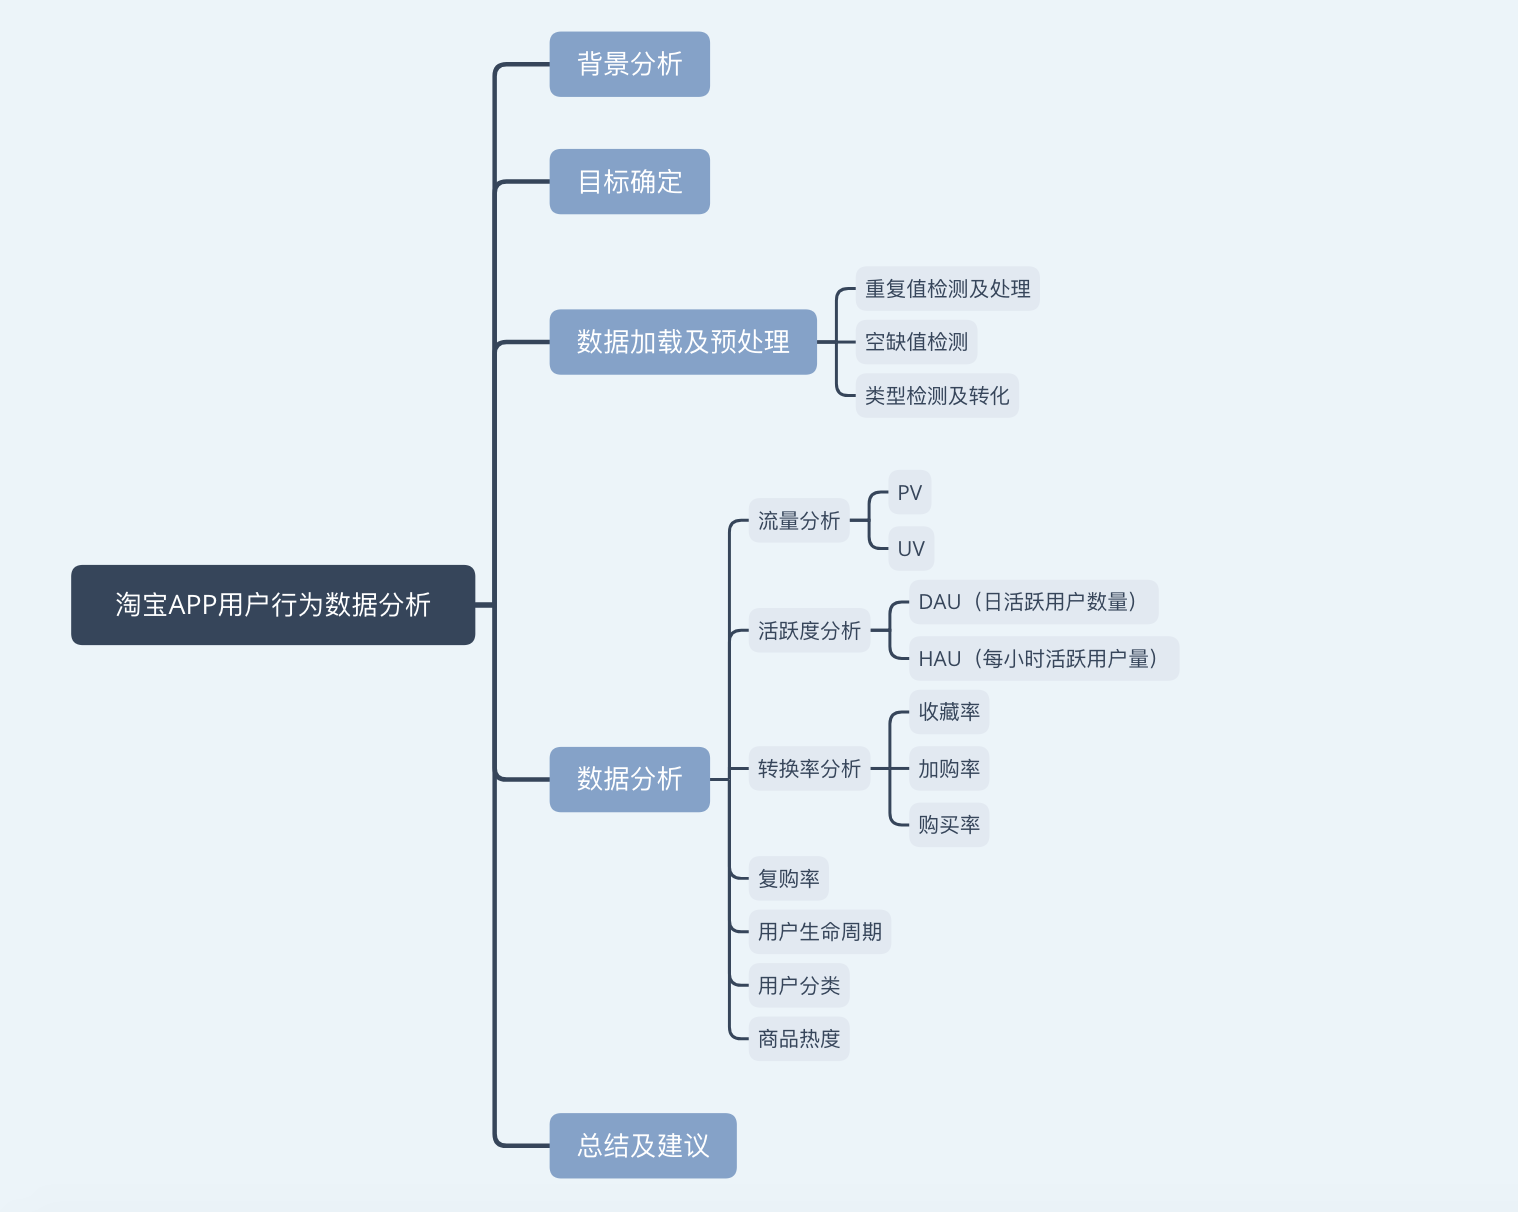 背景分析
目标确定
重复值检测及处理
数据加载及预处理
空缺值检测
类型检测及转化
PV
流量分析
UV
淘宝APP用户行为数据分析
DAU（日活跃用户数量）
活跃度分析
HAU（每小时活跃用户量）
收藏率
数据分析
转换率分析
加购率
购买率
复购率
用户生命周期
用户分类
商品热度
总结及建议